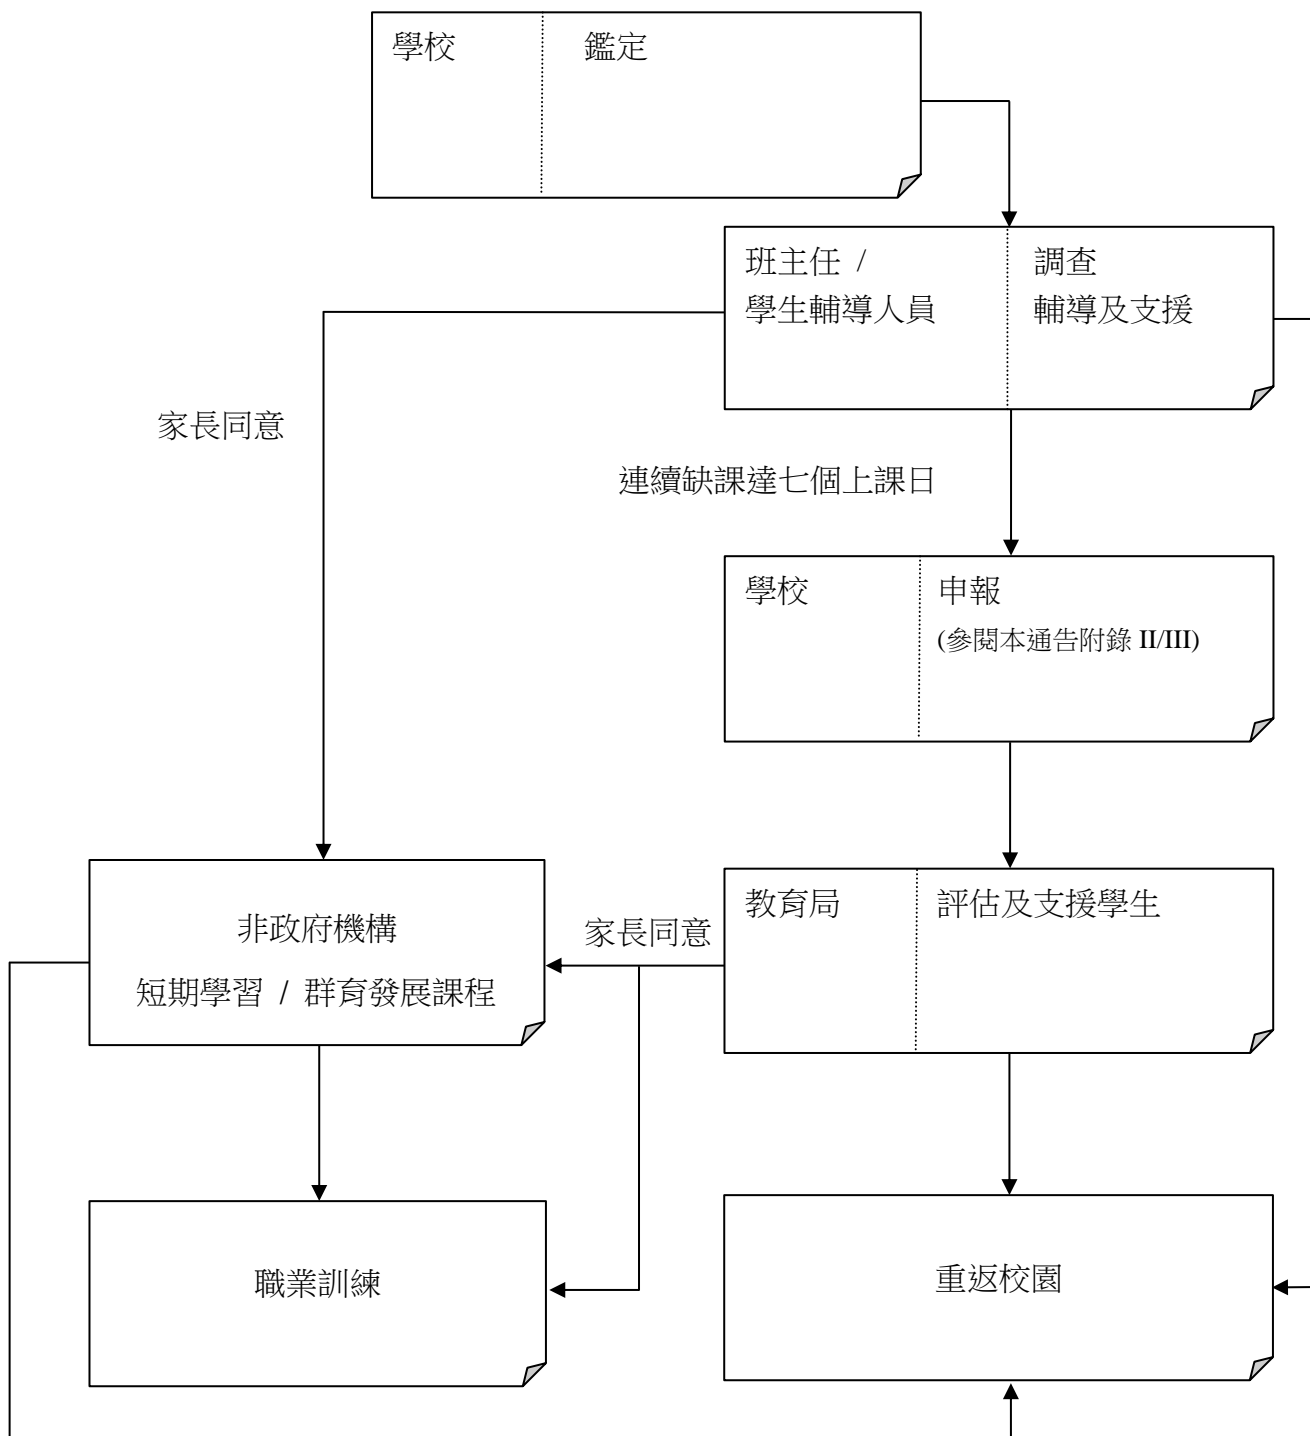 學校
鑑定
班主任 /
學生輔導人員
調查
輔導及支援
家長同意
連續缺課達七個上課日
學校
申報
(參閱本通告附錄 II/III)
非政府機構
短期學習 / 群育發展課程
家長同意
教育局
評估及支援學生
職業訓練
重返校園